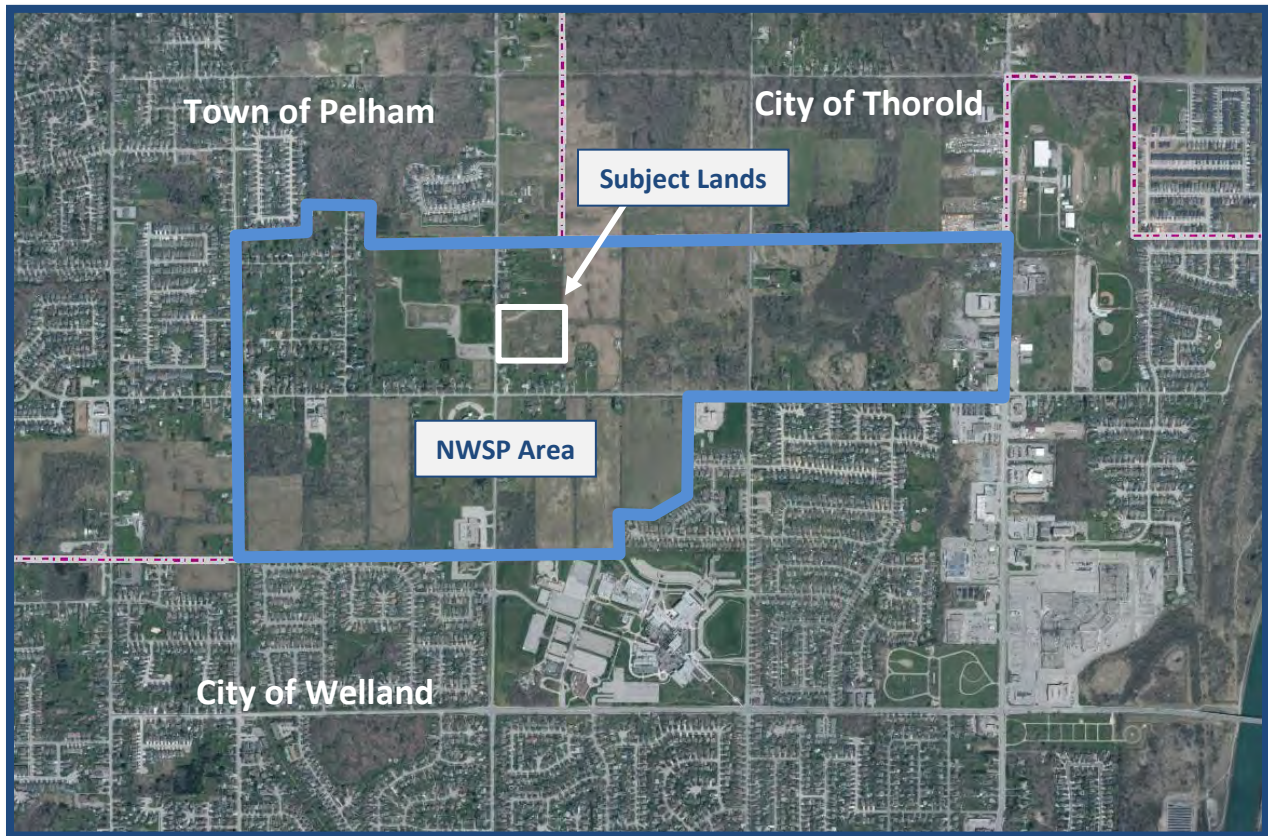 Town of Pelham
City of Thorold
Subject Lands
NWSP Area
City of Welland